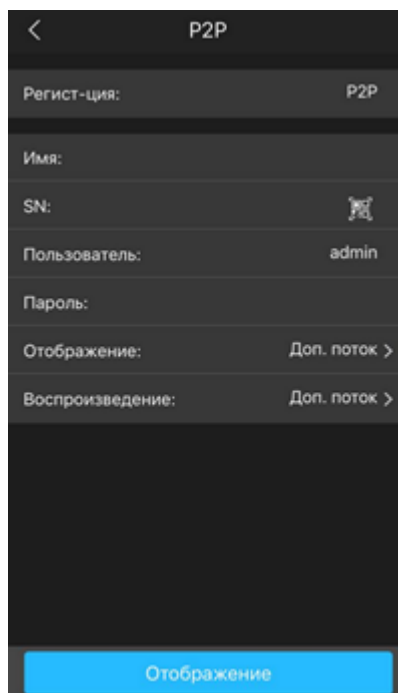 P2P
Регист-ция: P2P
Имя:
SN:
Пользователь: admin
Пароль:
Отображение: Доп. поток
Воспроизведение: Доп. поток
Отображение